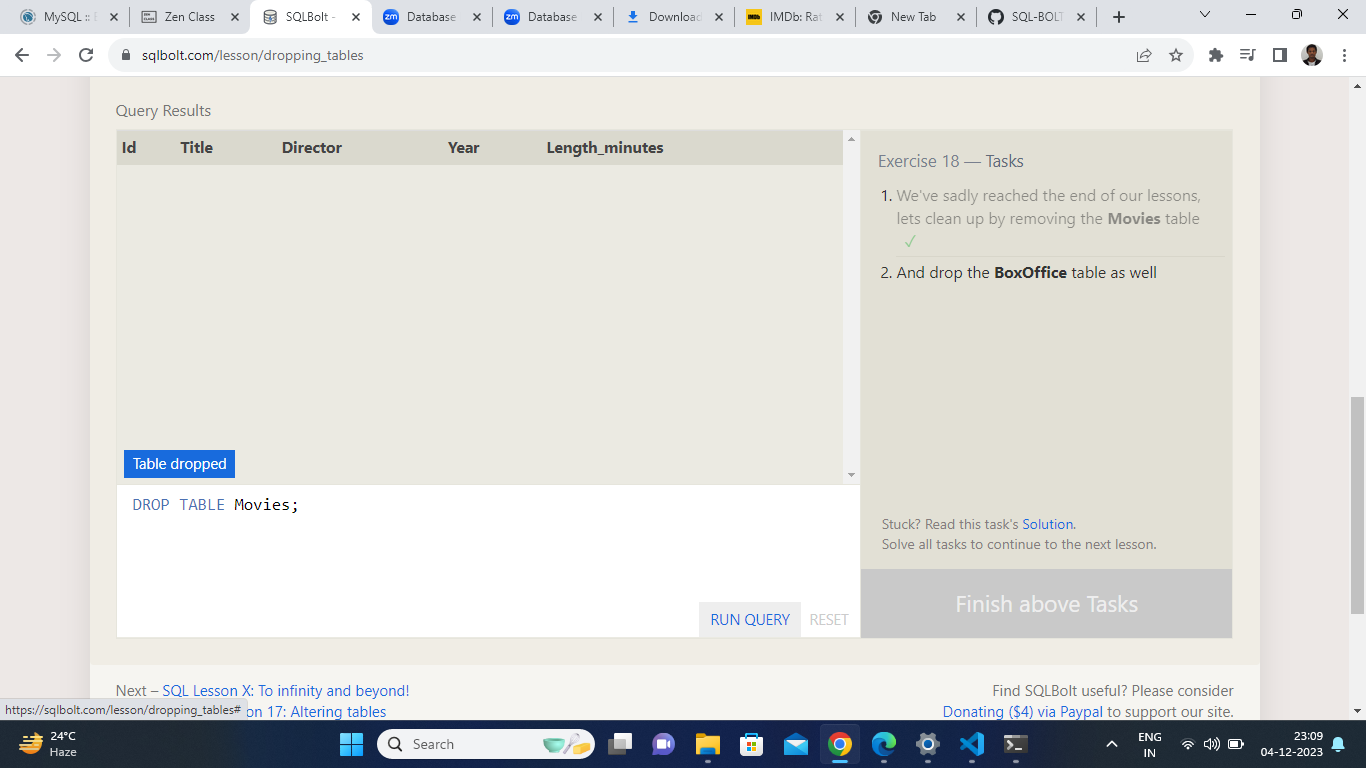 MySQL :: E
Zen Class
SQLBolt -
Database
Database
Download
IMDb: Rat
New Tab
SQL-BOLT
sqlbolt.com/lesson/dropping_tables
Query Results
Id Title Director Year Length_minutes
Table dropped
DROP TABLE Movies;
RUN QUERY RESET
Exercise 18 — Tasks
1. We've sadly reached the end of our lessons,
lets clean up by removing the Movies table
✓
2. And drop the BoxOffice table as well
Stuck? Read this task's Solution.
Solve all tasks to continue to the next lesson.
Finish above Tasks
Next – SQL Lesson X: To infinity and beyond!
on 17: Altering tables
Find SQLBolt useful? Please consider
Donating ($4) via Paypal to support our site.
https://sqlbolt.com/lesson/dropping_tables#
24°C
Haze
Search
ENG
IN
23:09
04-12-2023